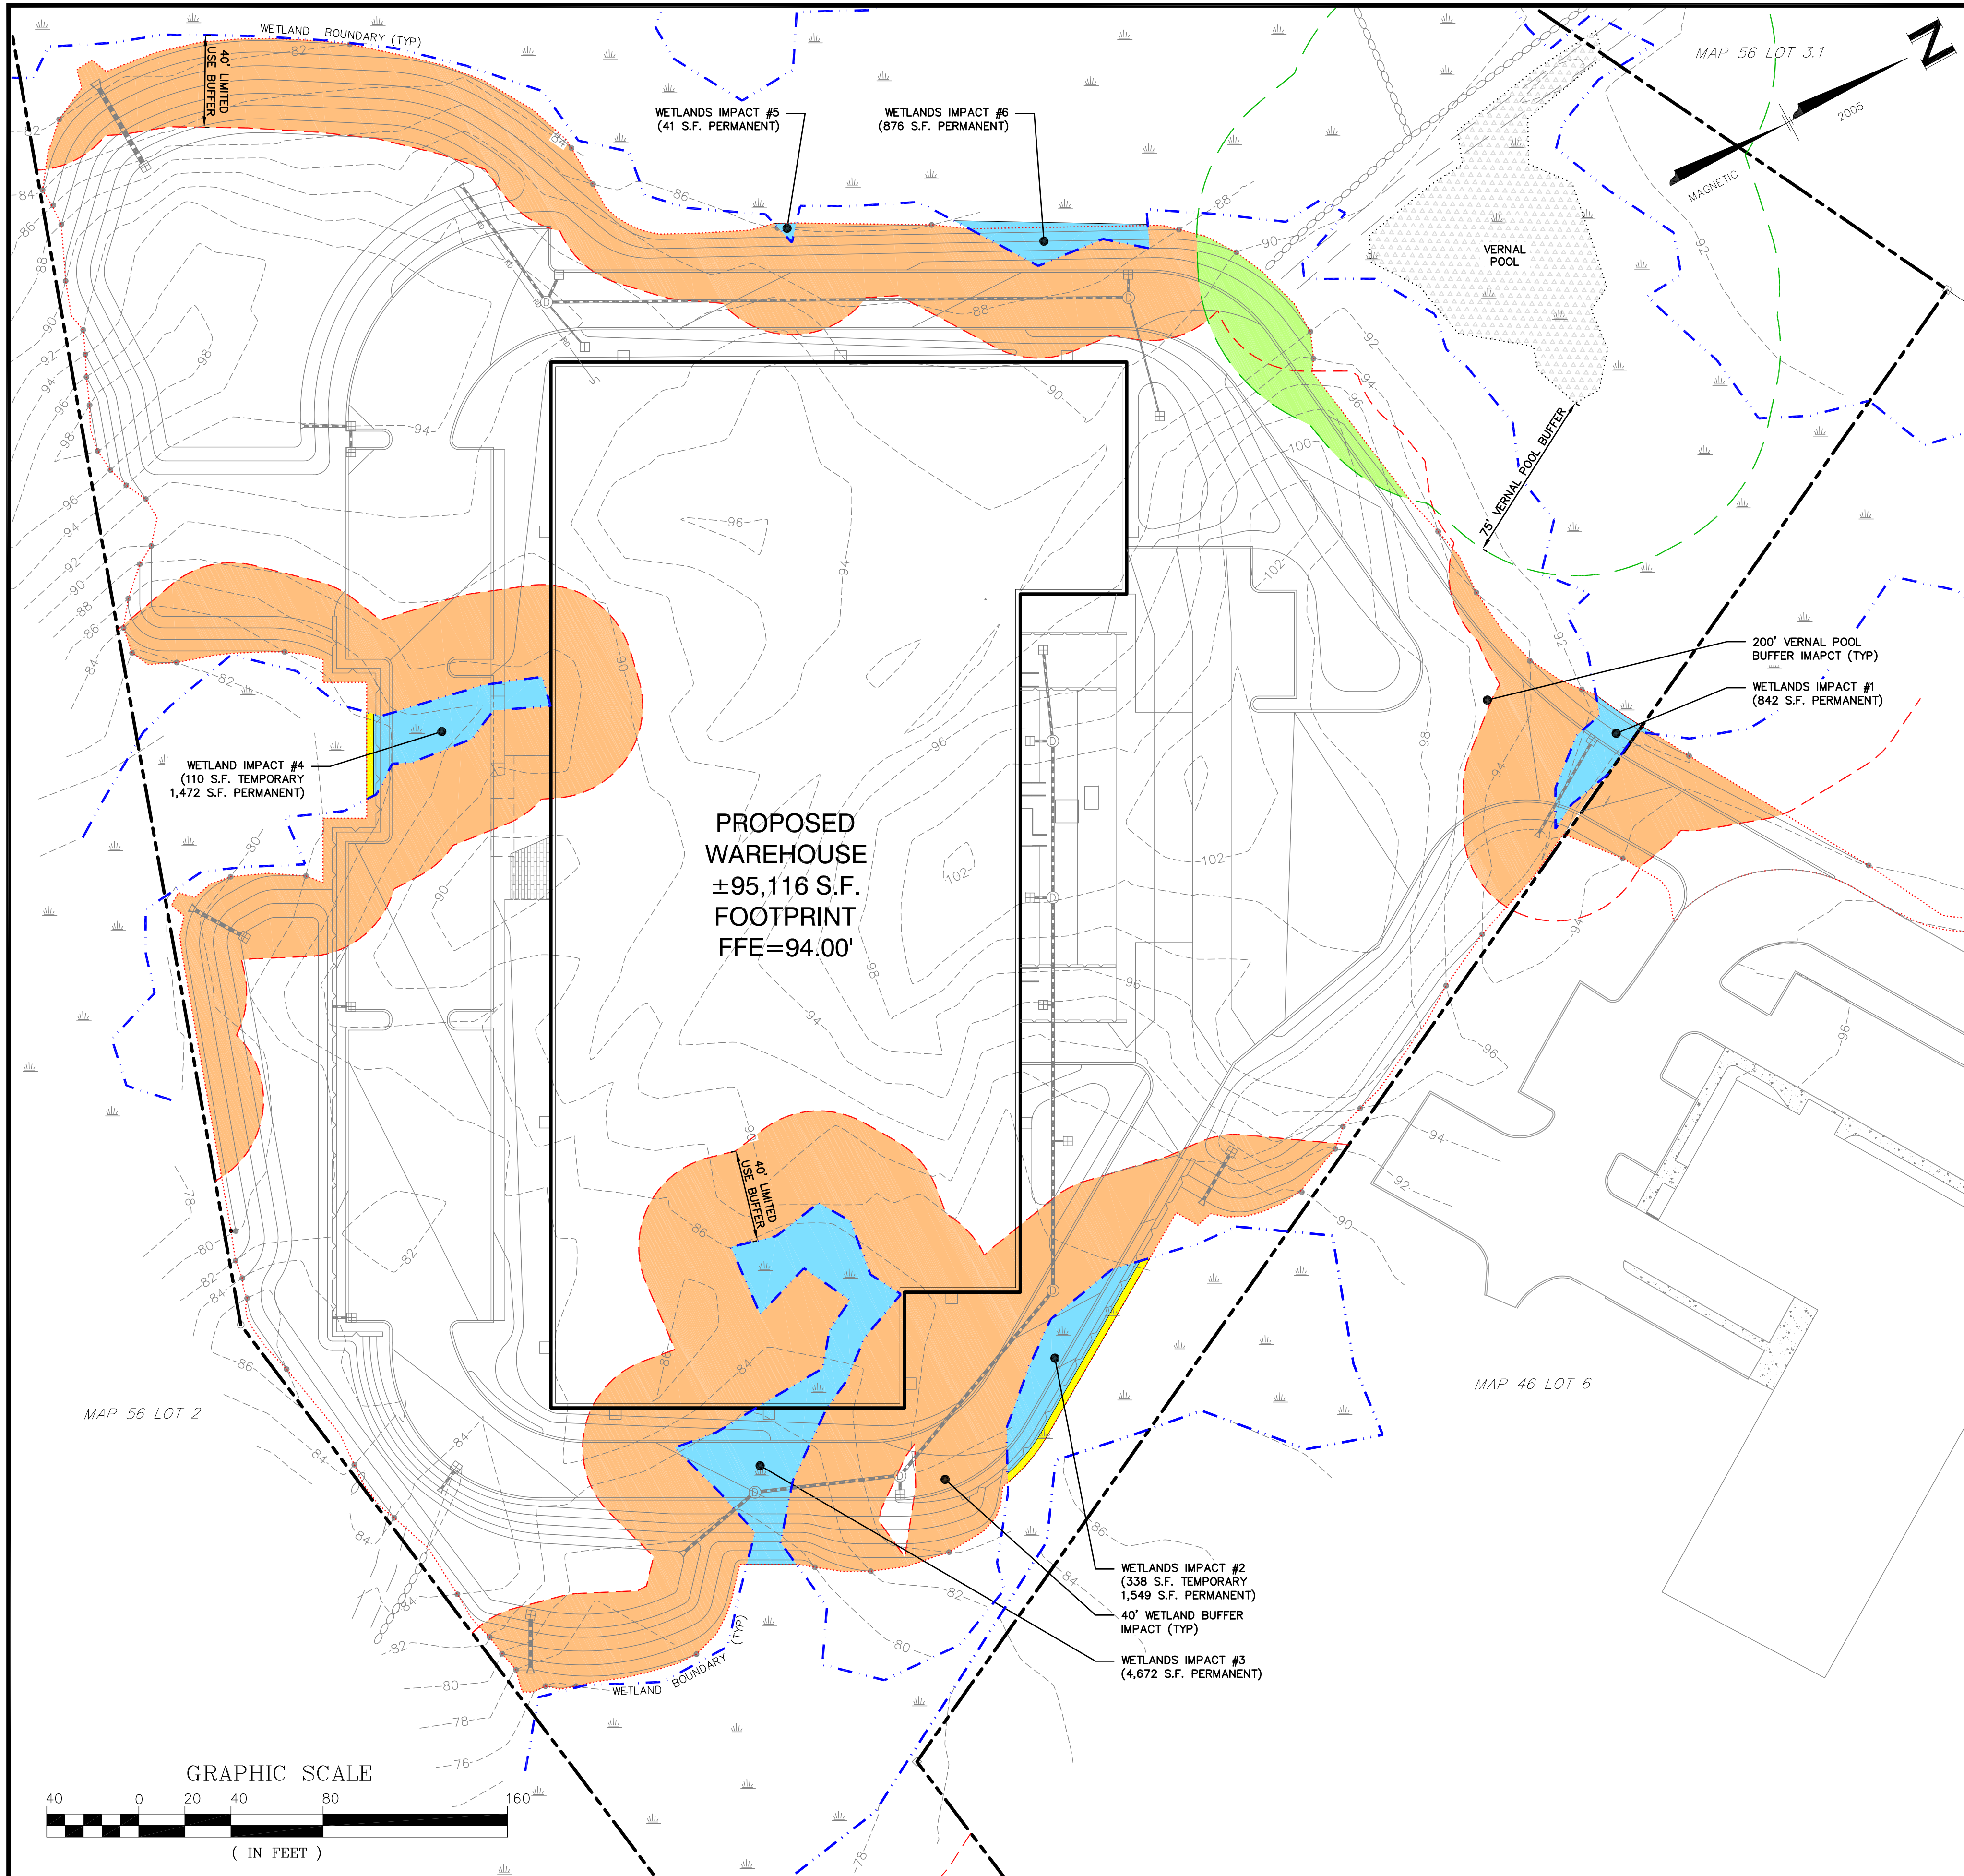 WETLAND BOUNDARY (TYP)
40' LIMITED
USE BUFFER
WETLANDS IMPACT #5
(41 S.F. PERMANENT)
WETLANDS IMPACT #6
(876 S.F. PERMANENT)
MAP 56 LOT 3.1
N
2005
MAGNETIC
VERNAL
POOL
75' VERNAL POOL BUFFER
200' VERNAL POOL
BUFFER IMAPCT (TYP)
WETLANDS IMPACT #1
(842 S.F. PERMANENT)
WETLAND IMPACT #4
(110 S.F. TEMPORARY
1,472 S.F. PERMANENT)
PROPOSED
WAREHOUSE
±95,116 S.F.
FOOTPRINT
FFE=94.00'
40' LIMITED
USE BUFFER
MAP 56 LOT 2
MAP 46 LOT 6
WETLANDS IMPACT #2
(338 S.F. TEMPORARY
1,549 S.F. PERMANENT)
40' WETLAND BUFFER
IMPACT (TYP)
WETLANDS IMPACT #3
(4,672 S.F. PERMANENT)
WETLAND BOUNDARY (TYP)
GRAPHIC SCALE
40 0 20 40 80 160
( IN FEET )